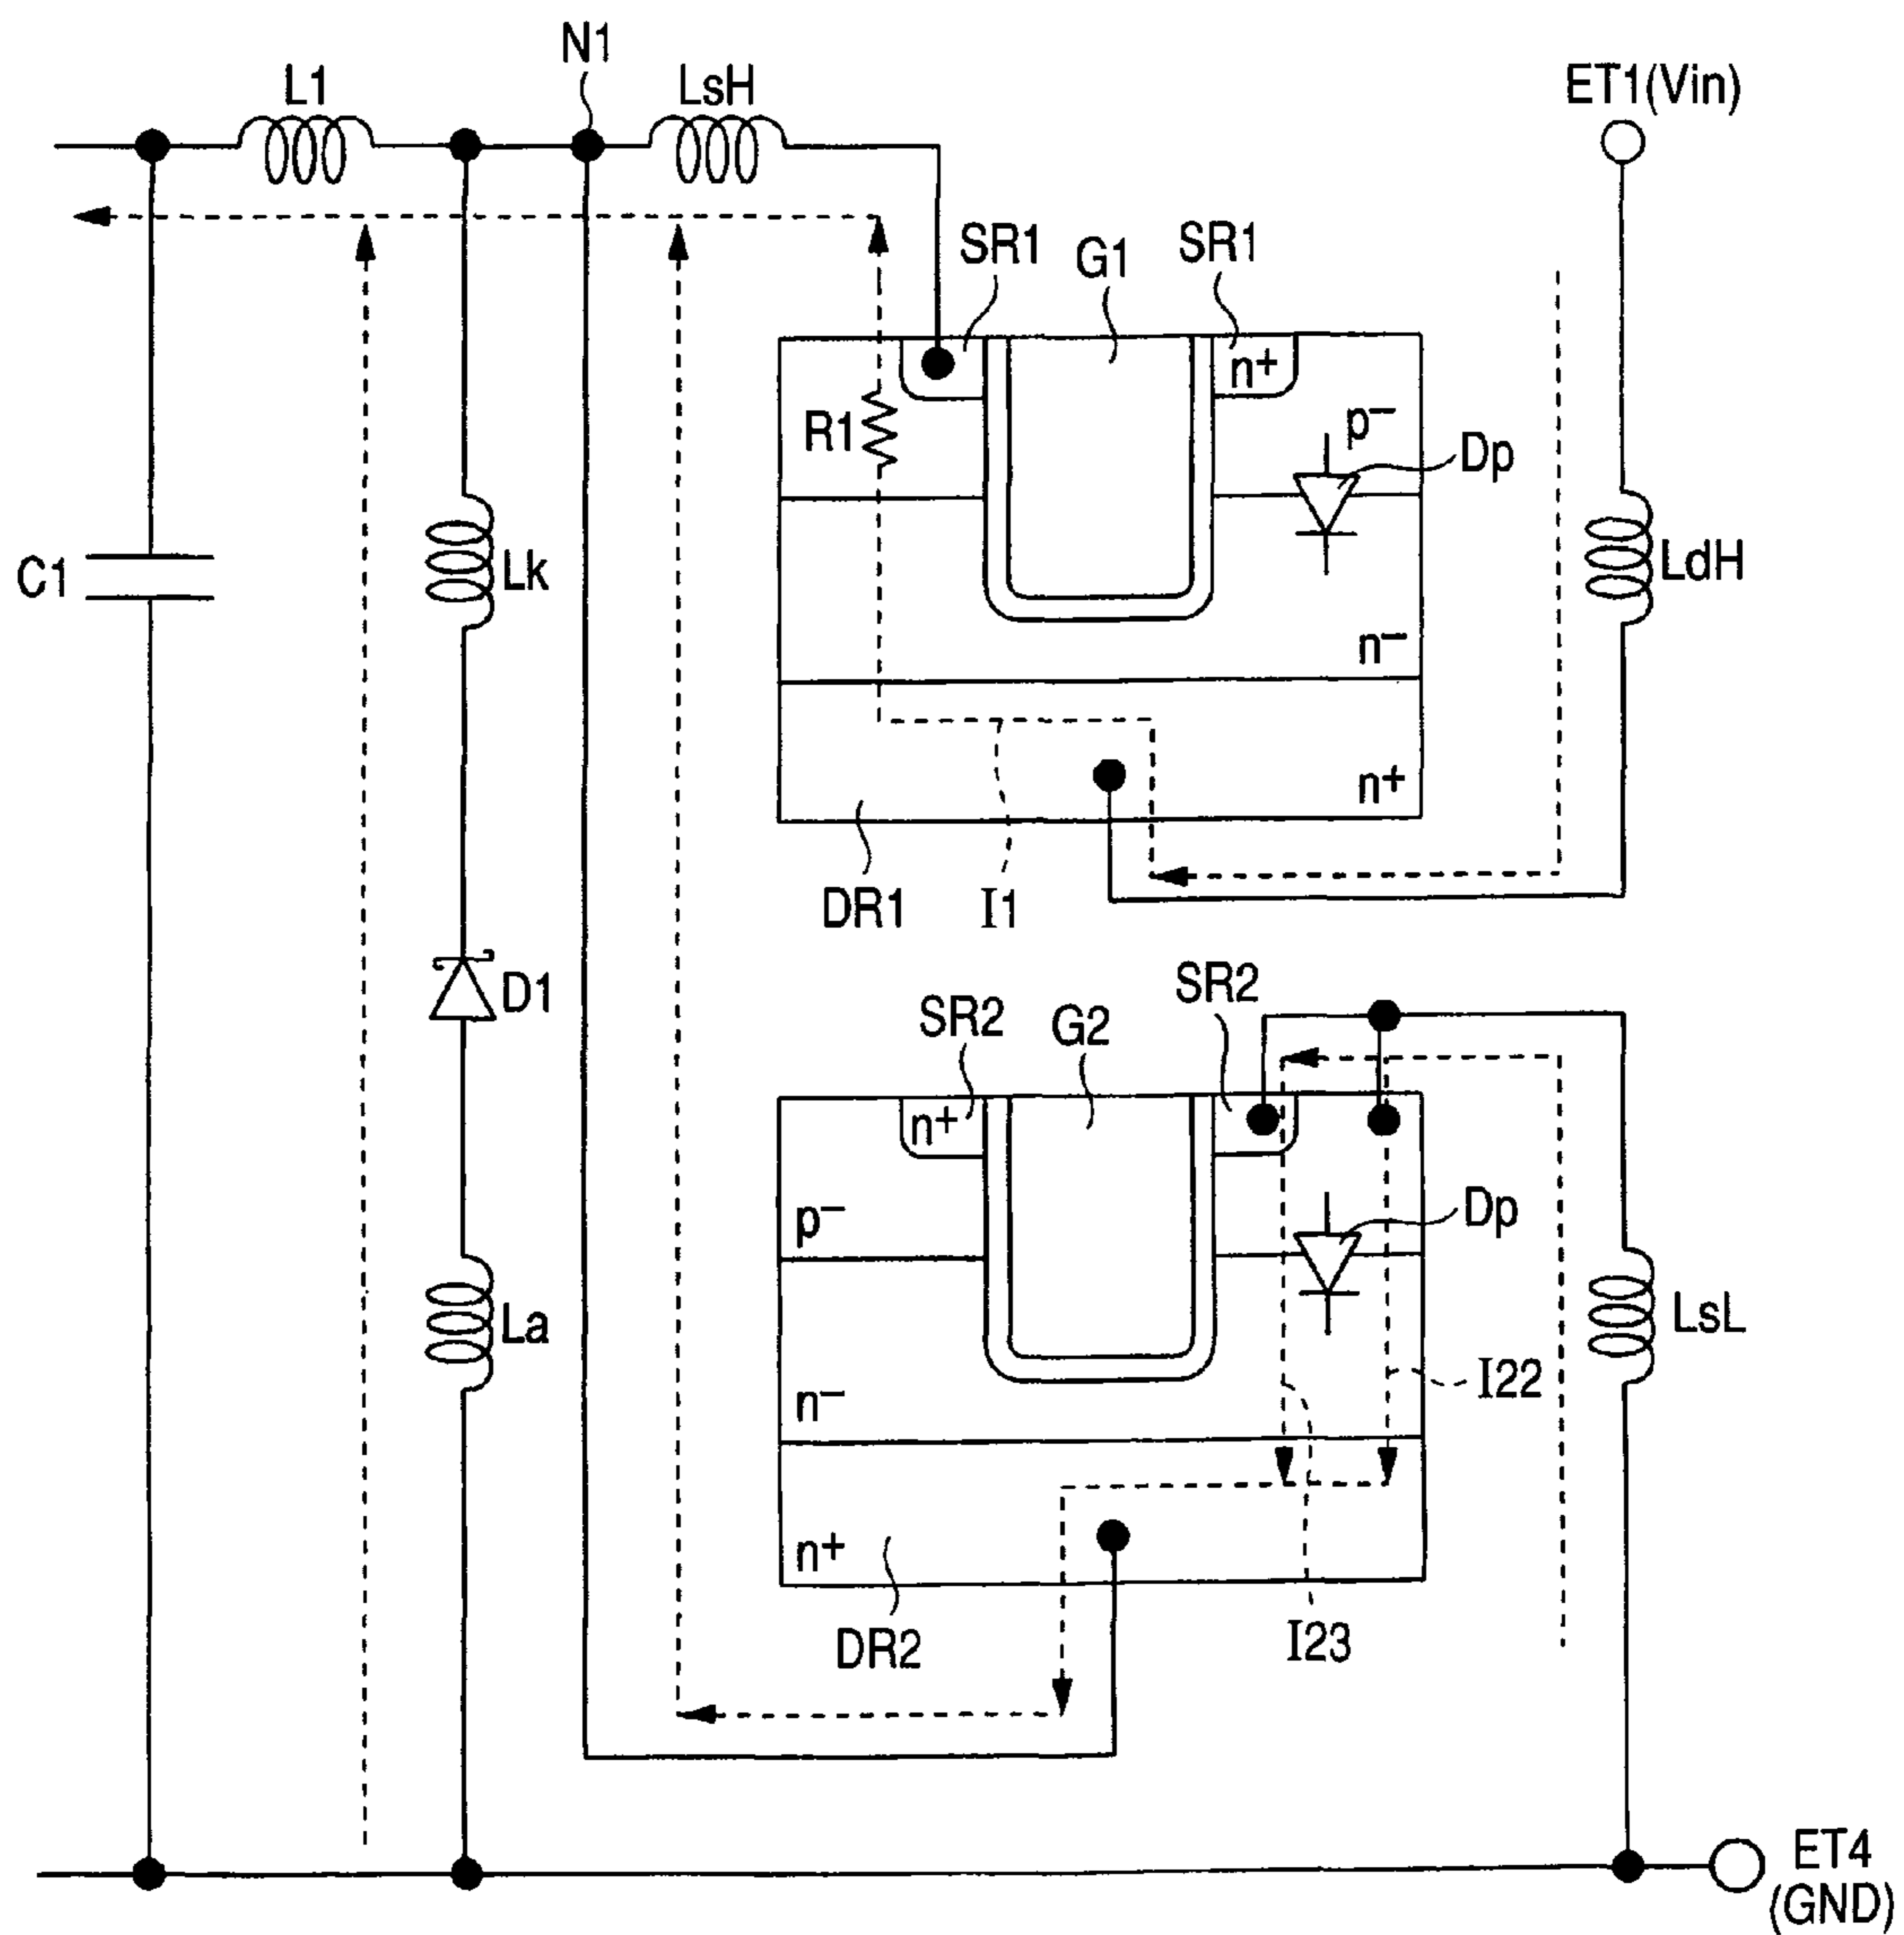 N1
L1
LsH
ET1(Vin)
SR1
G1
SR1
n+
R1
p−
Dp
C1
Lk
LdH
n−
n+
DR1
I1
D1
SR2
G2
SR2
n+
p−
Dp
La
LsL
n−
I22
n+
DR2
I23
ET4
(GND)